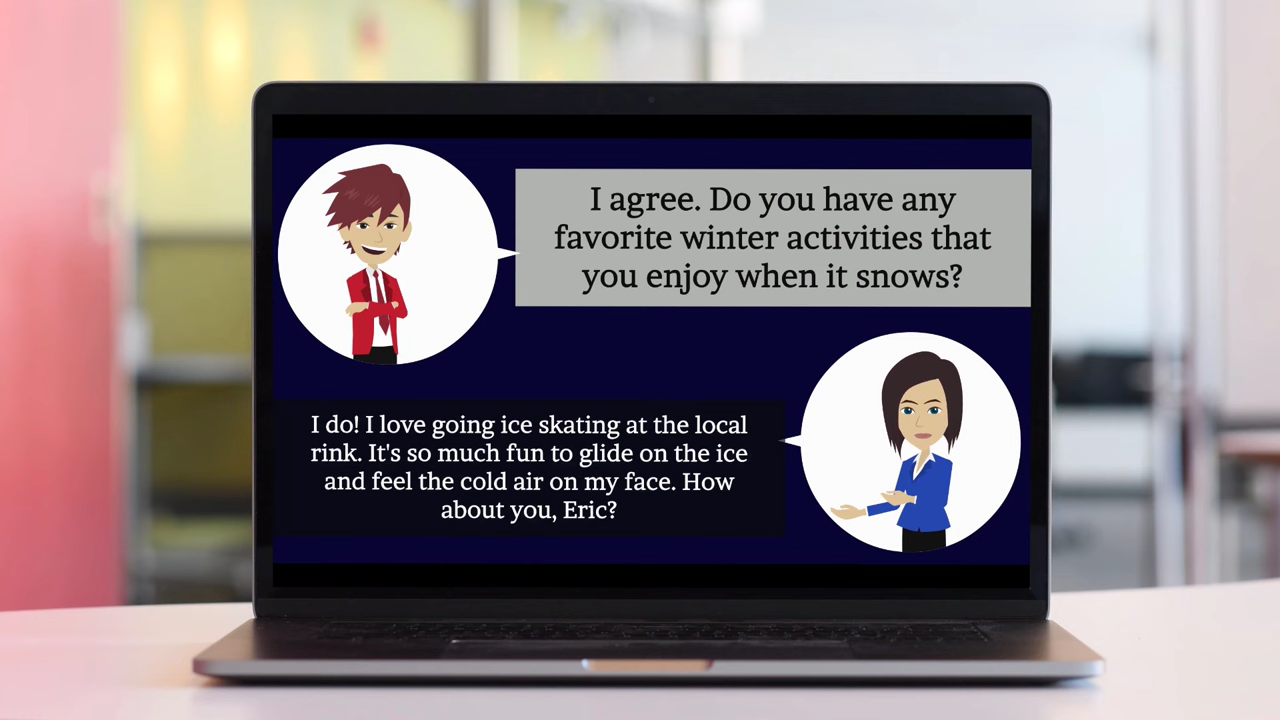 I agree. Do you have any
favorite winter activities that
you enjoy when it snows?
I do! I love going ice skating at the local
rink. It's so much fun to glide on the ice
and feel the cold air on my face. How
about you, Eric?